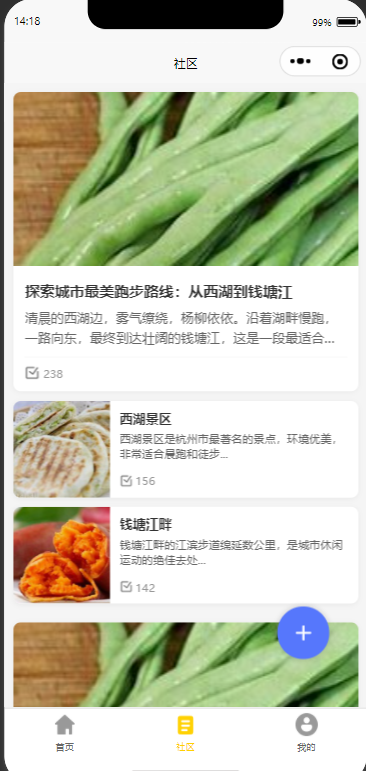 14:18
99%
社区
探索城市最美跑步路线：从西湖到钱塘江
清晨的西湖边，雾气缭绕，杨柳依依。沿着湖畔慢跑，
一路向东，最终到达壮阔的钱塘江，这是一段最适合...
238
西湖景区
西湖景区是杭州市最著名的景点，环境优美，
非常适合晨跑和徒步...
156
钱塘江畔
钱塘江畔的江滨步道绵延数公里，是城市休闲
运动的绝佳去处...
142
首页
社区
我的